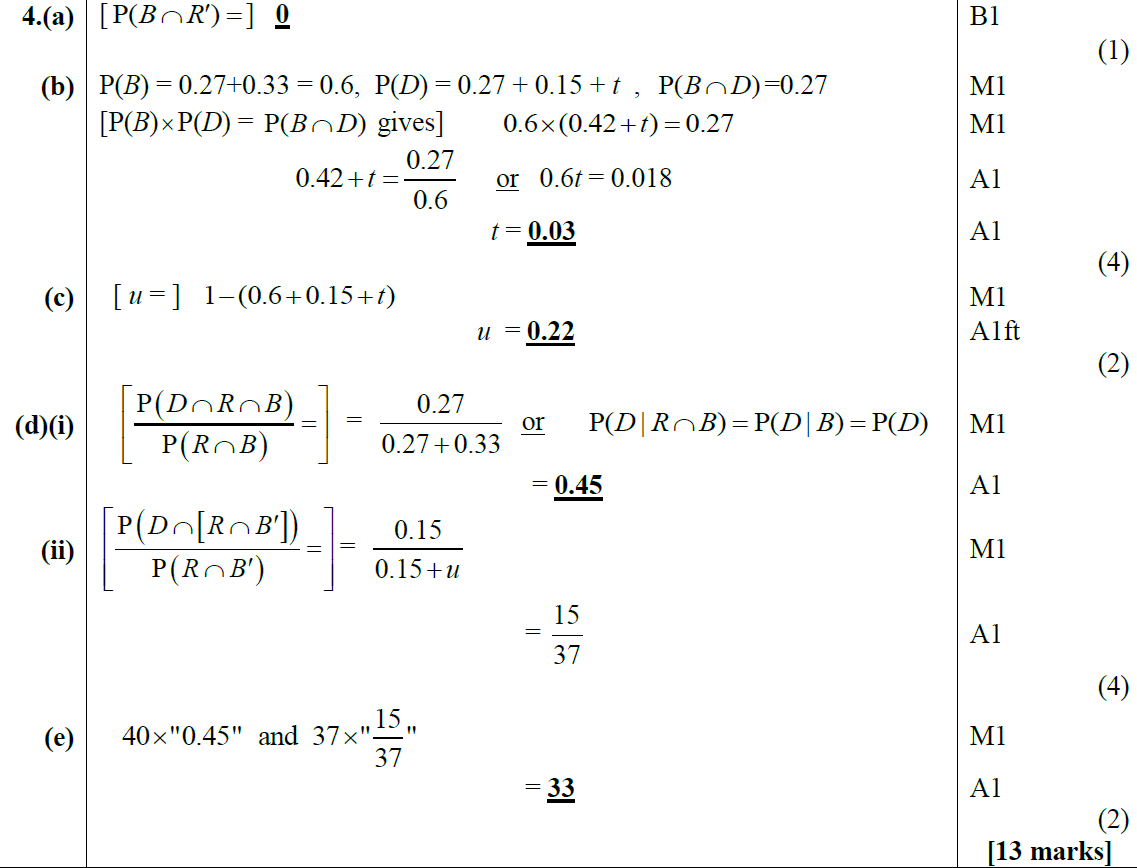 4.(a) [ P(B ∩ R′) = ] 0 B1
(1)
(b) P(B) = 0.27+0.33 = 0.6, P(D) = 0.27 + 0.15 + t , P(B ∩ D)=0.27 M1
[P(B)×P(D) = P(B ∩ D) gives] 0.6×(0.42+t) = 0.27 M1
0.42+t = 0.27/0.6 or 0.6t = 0.018 A1
t = 0.03 A1
(4)
(c) [ u = ] 1−(0.6+0.15+t) M1
u = 0.22 A1ft
(2)
(d)(i) [ P(D ∩ R ∩ B)/P(R ∩ B) = ] = 0.27/(0.27+0.33) or P(D | R ∩ B) = P(D | B) = P(D) M1
= 0.45 A1
(ii) [ P(D ∩ [R ∩ B′])/P(R ∩ B′) = ] = 0.15/(0.15+u) M1
= 15/37 A1
(4)
(e) 40×"0.45" and 37×"15/37" M1
= 33 A1
(2)
[13 marks]